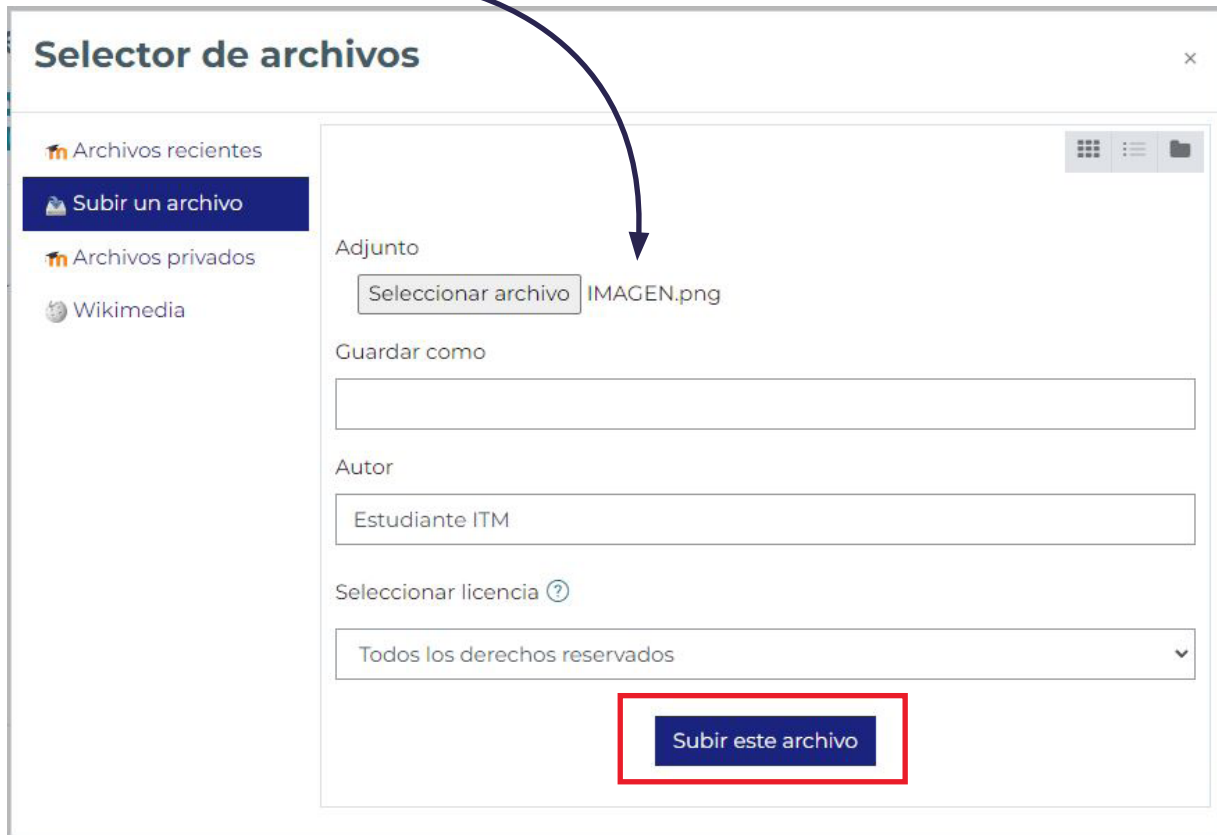 Selector de archivos
×
Archivos recientes
Subir un archivo
Archivos privados
Wikimedia
Adjunto
Seleccionar archivo IMAGEN.png
Guardar como
Autor
Estudiante ITM
Seleccionar licencia ?
Todos los derechos reservados
Subir este archivo